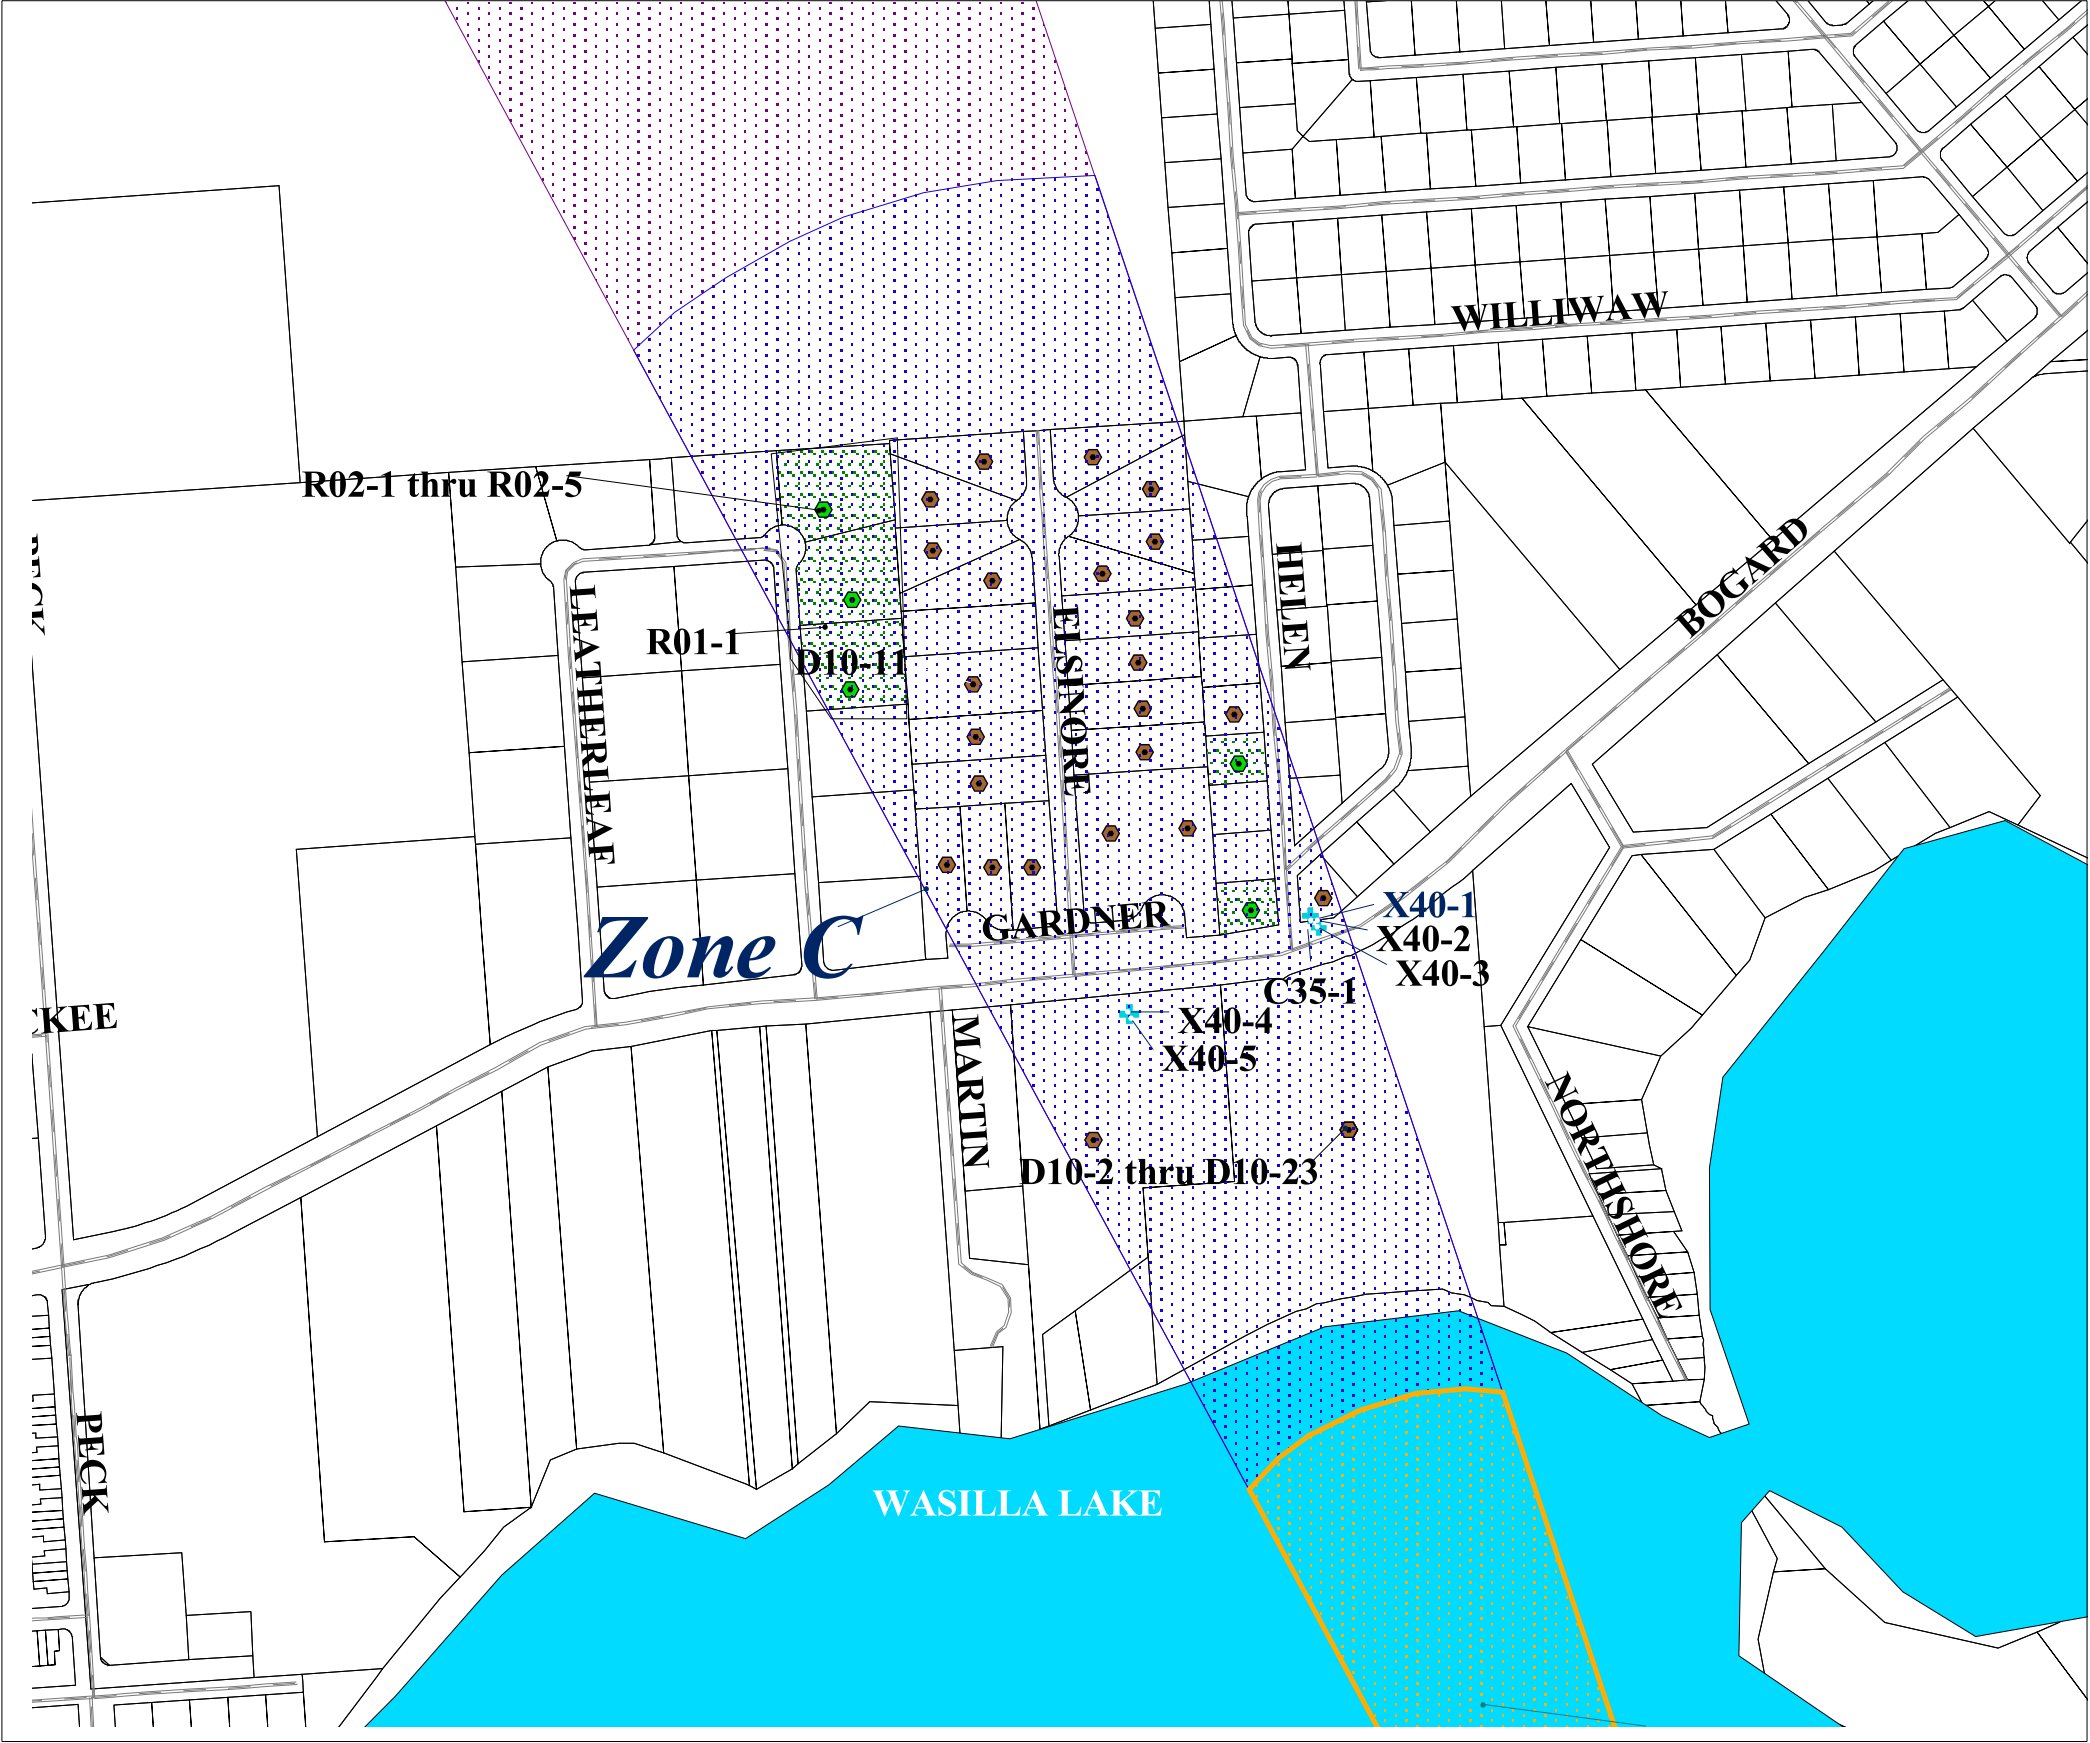 WILLIWAW
R02-1 thru R02-5
BOGARD
HELEN
LEATHERLEAF
R01-1
D10-11
ELSINORE
X40-1
GARDNER
Zone C
X40-2
X40-3
C35-1
CKEE
X40-4
MARTIN
X40-5
NORTHSHORE
D10-2 thru D10-23
PECK
WASILLA LAKE